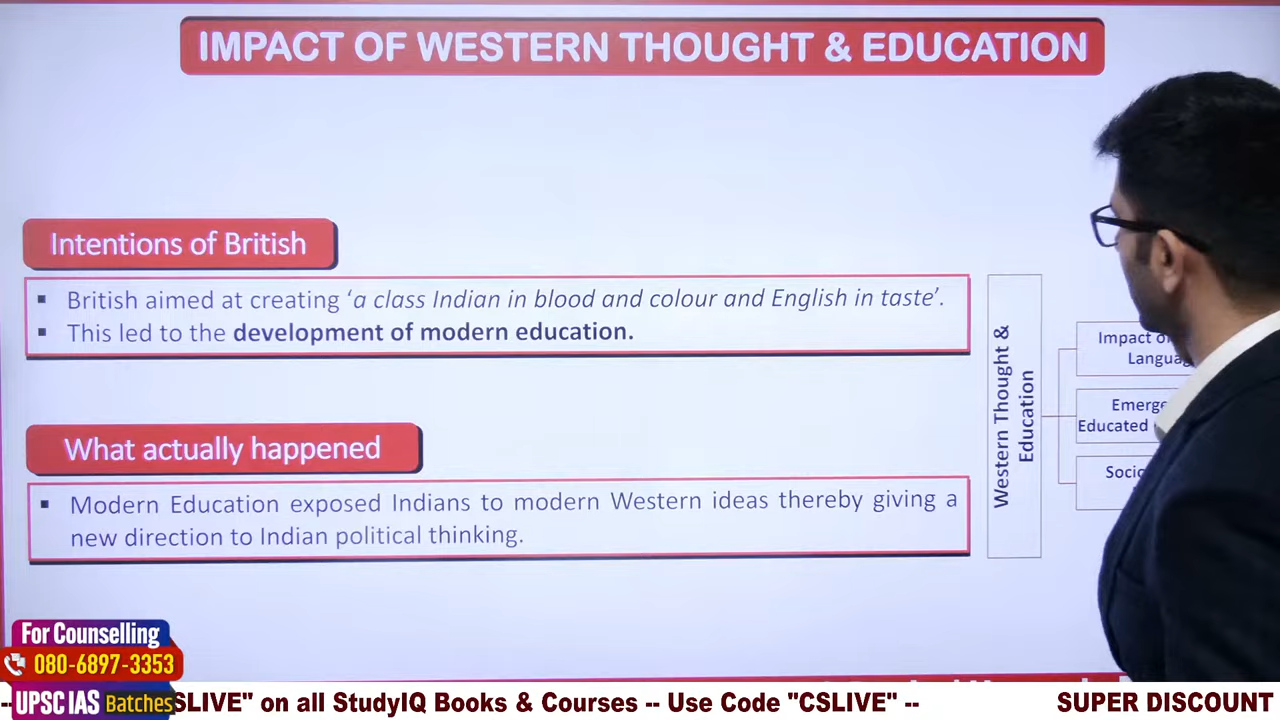 IMPACT OF WESTERN THOUGHT & EDUCATION
Intentions of British
▪ British aimed at creating ‘a class Indian in blood and colour and English in taste’.
▪ This led to the development of modern education.
What actually happened
▪ Modern Education exposed Indians to modern Western ideas thereby giving a
new direction to Indian political thinking.
Western Thought &
Education
Impact
Educated
For Counselling
080-6897-3353
UPSC IAS Batches
CSLIVE" on all StudyIQ Books & Courses -- Use Code "CSLIVE" -- SUPER DISCOUNT